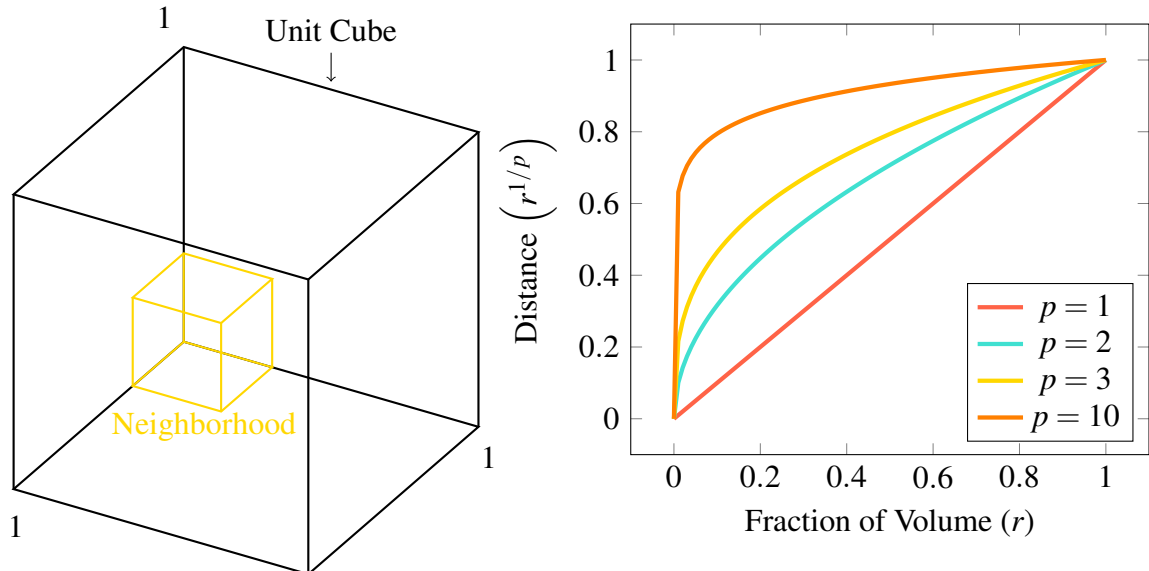 1
Unit Cube
↓
Neighborhood
1
1
Distance (r^{1/p})
1
0.8
0.6
0.4
0.2
0
0
0.2
0.4
0.6
0.8
1
Fraction of Volume (r)
p = 1
p = 2
p = 3
p = 10